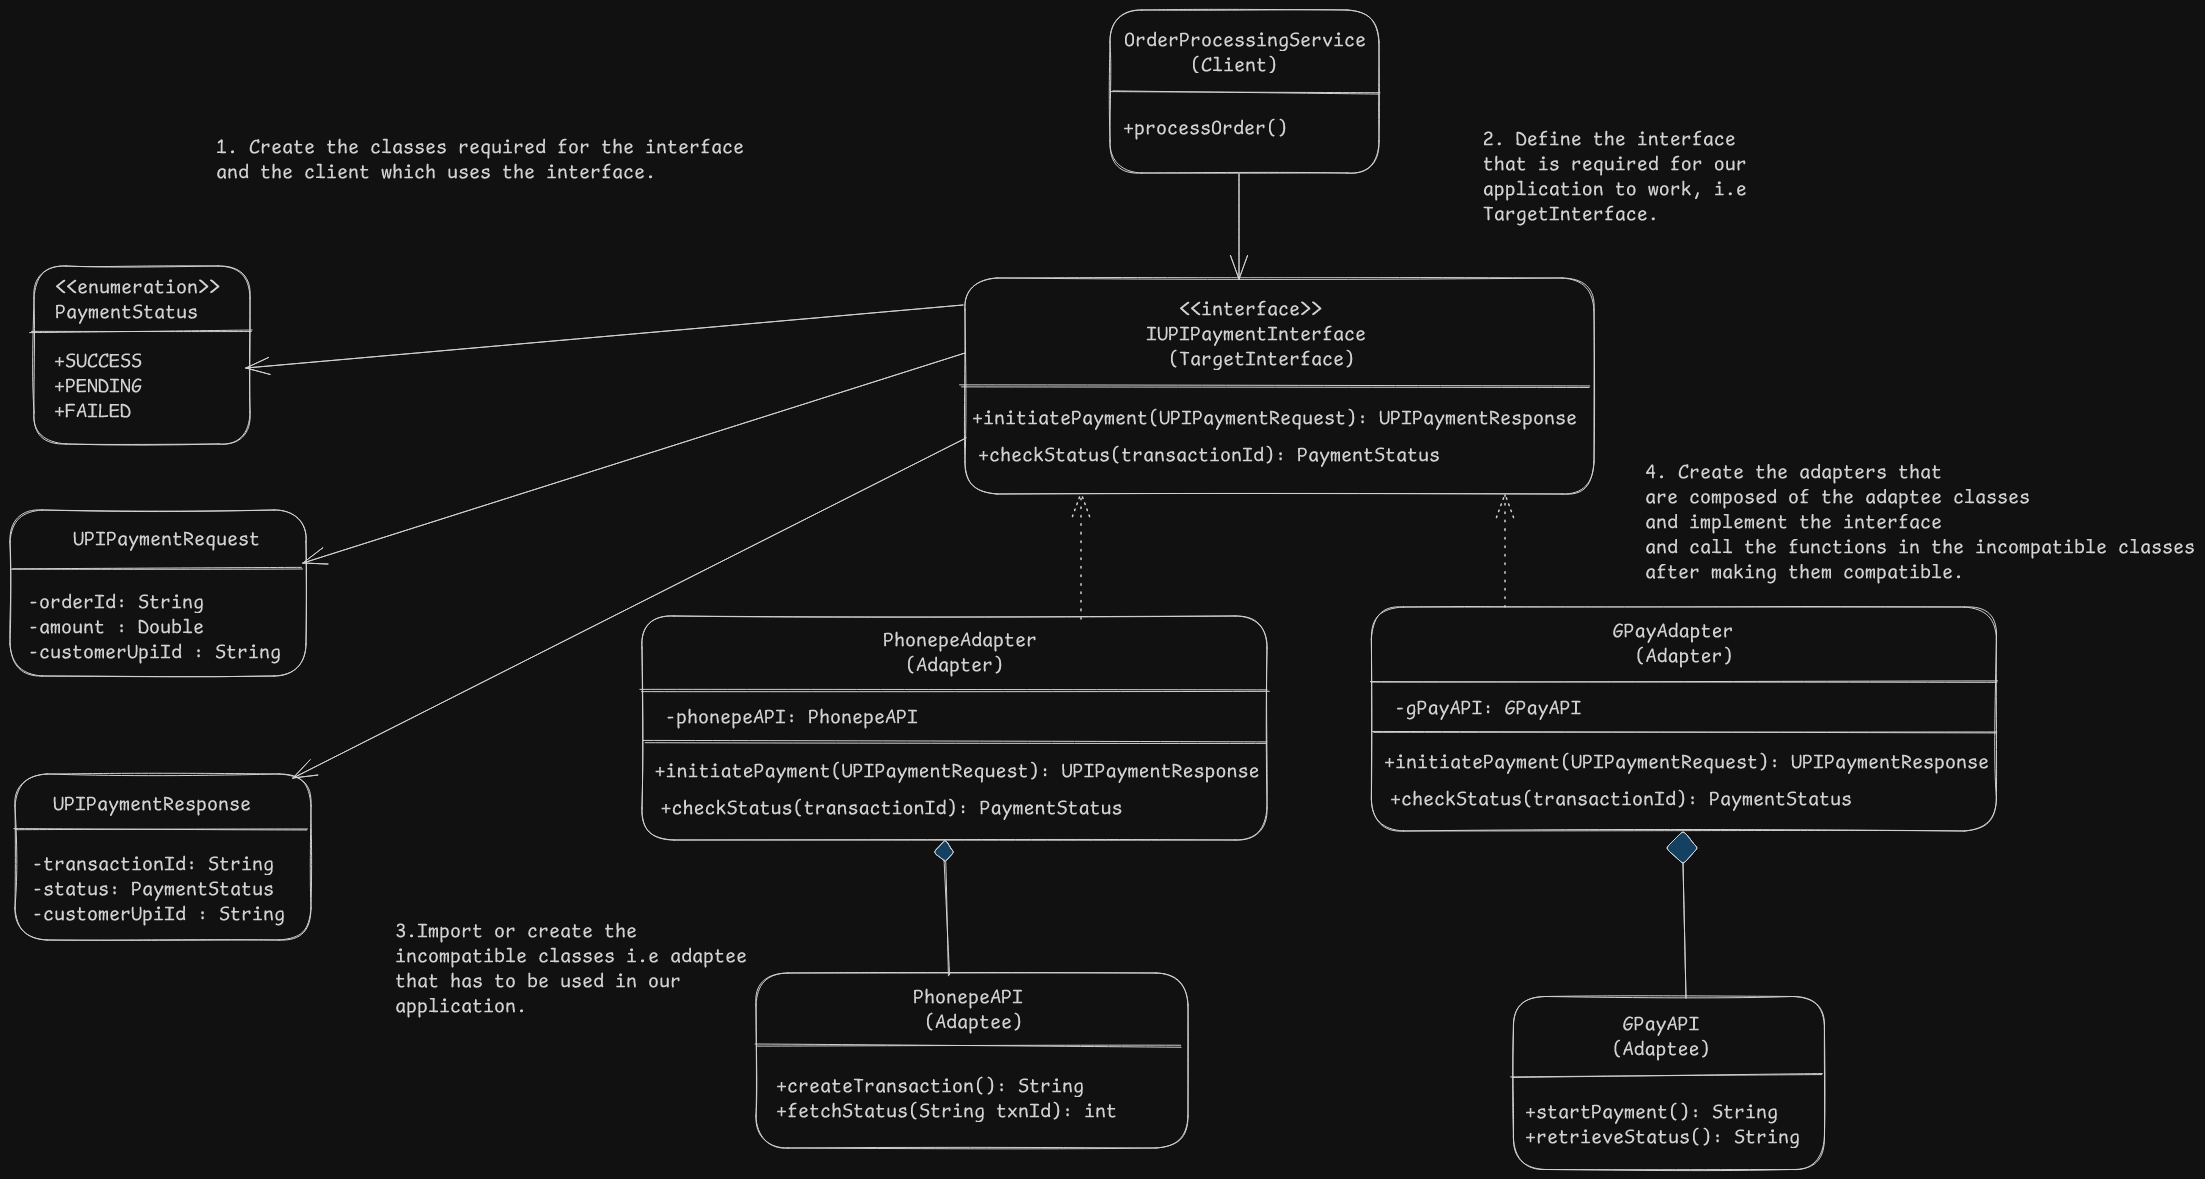 OrderProcessingService
(Client)
+processOrder()
1. Create the classes required for the interface
and the client which uses the interface.
2. Define the interface
that is required for our
application to work, i.e
TargetInterface.
<<enumeration>>
PaymentStatus
+SUCCESS
+PENDING
+FAILED
<<interface>>
IUPIPaymentInterface
(TargetInterface)
+initiatePayment(UPIPaymentRequest): UPIPaymentResponse
+checkStatus(transactionId): PaymentStatus
4. Create the adapters that
are composed of the adaptee classes
and implement the interface
and call the functions in the incompatible classes
after making them compatible.
UPIPaymentRequest
-orderId: String
-amount : Double
-customerUpiId : String
PhonepeAdapter
(Adapter)
-phonepeAPI: PhonepeAPI
+initiatePayment(UPIPaymentRequest): UPIPaymentResponse
+checkStatus(transactionId): PaymentStatus
GPayAdapter
(Adapter)
-gPayAPI: GPayAPI
+initiatePayment(UPIPaymentRequest): UPIPaymentResponse
+checkStatus(transactionId): PaymentStatus
UPIPaymentResponse
-transactionId: String
-status: PaymentStatus
-customerUpiId : String
3.Import or create the
incompatible classes i.e adaptee
that has to be used in our
application.
PhonepeAPI
(Adaptee)
+createTransaction(): String
+fetchStatus(String txnId): int
GPayAPI
(Adaptee)
+startPayment(): String
+retrieveStatus(): String